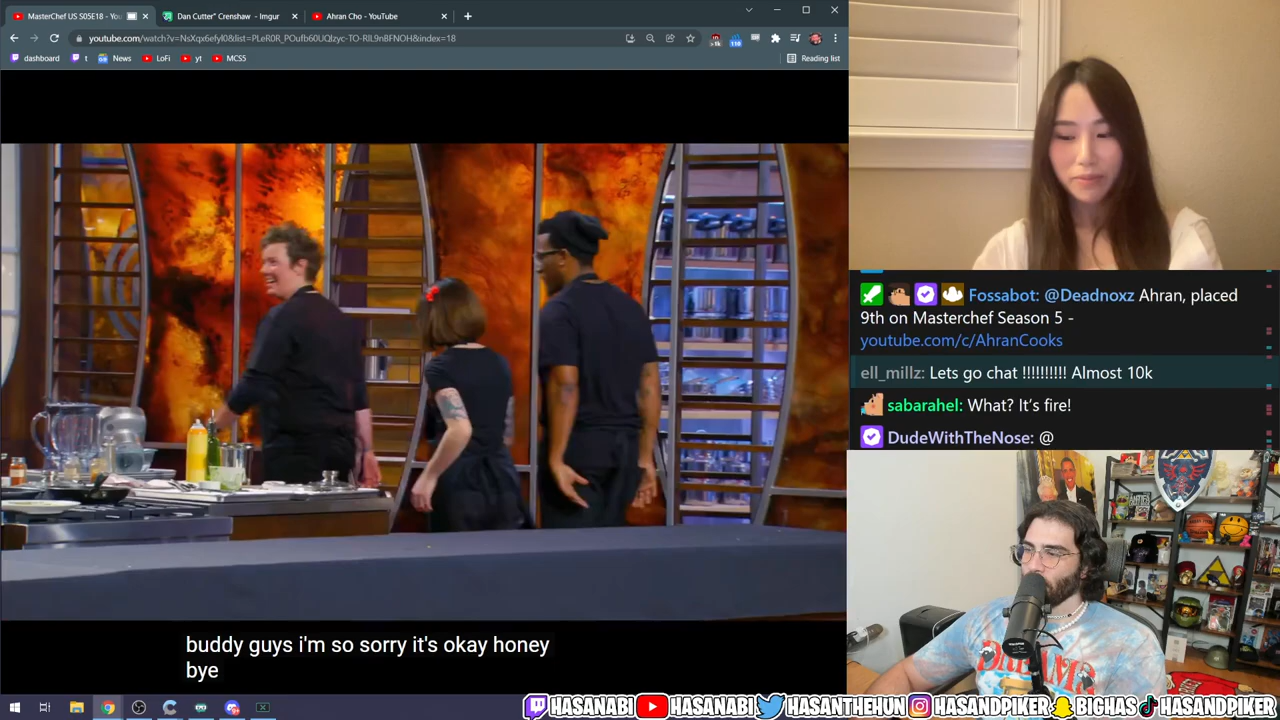 MasterChef US S05E18 - You
Dan Cutter" Crenshaw - Imgur
Ahran Cho - YouTube
youtube.com/watch?v=NsXqx6efyl0&list=PLeR0R_POufb60UQlzyc-TO-RlL9nBFNOH&index=18
dashboard
t
News
LoFi
yt
MCS5
Reading list
Fossabot: @Deadnoxz Ahran, placed
9th on Masterchef Season 5 -
youtube.com/c/AhranCooks
ell_millz: Lets go chat !!!!!!!!!! Almost 10k
sabarahel: What? It’s fire!
DudeWithTheNose: @
buddy guys i'm so sorry it's okay honey
bye
HASANABI HASANABI HASANTHEHUN HASANDPIKER BIGHAS HASANDPIKER